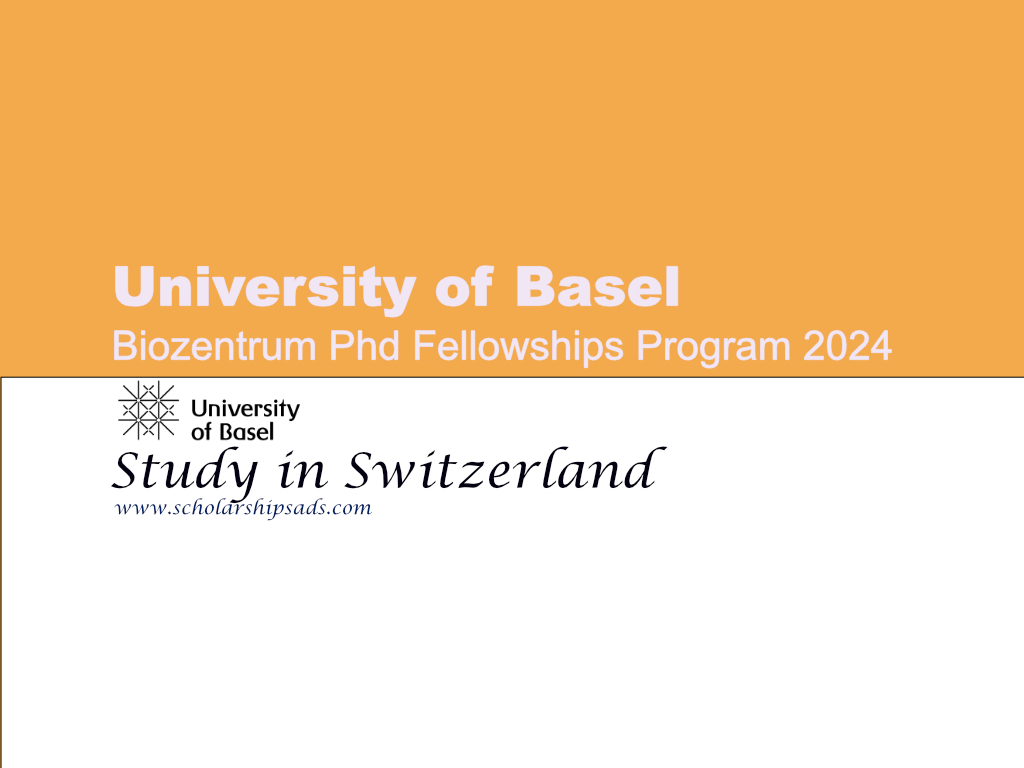 University of Basel
Biozentrum Phd Fellowships Program 2024
University
of Basel
Study in Switzerland
www.scholarshipsads.com